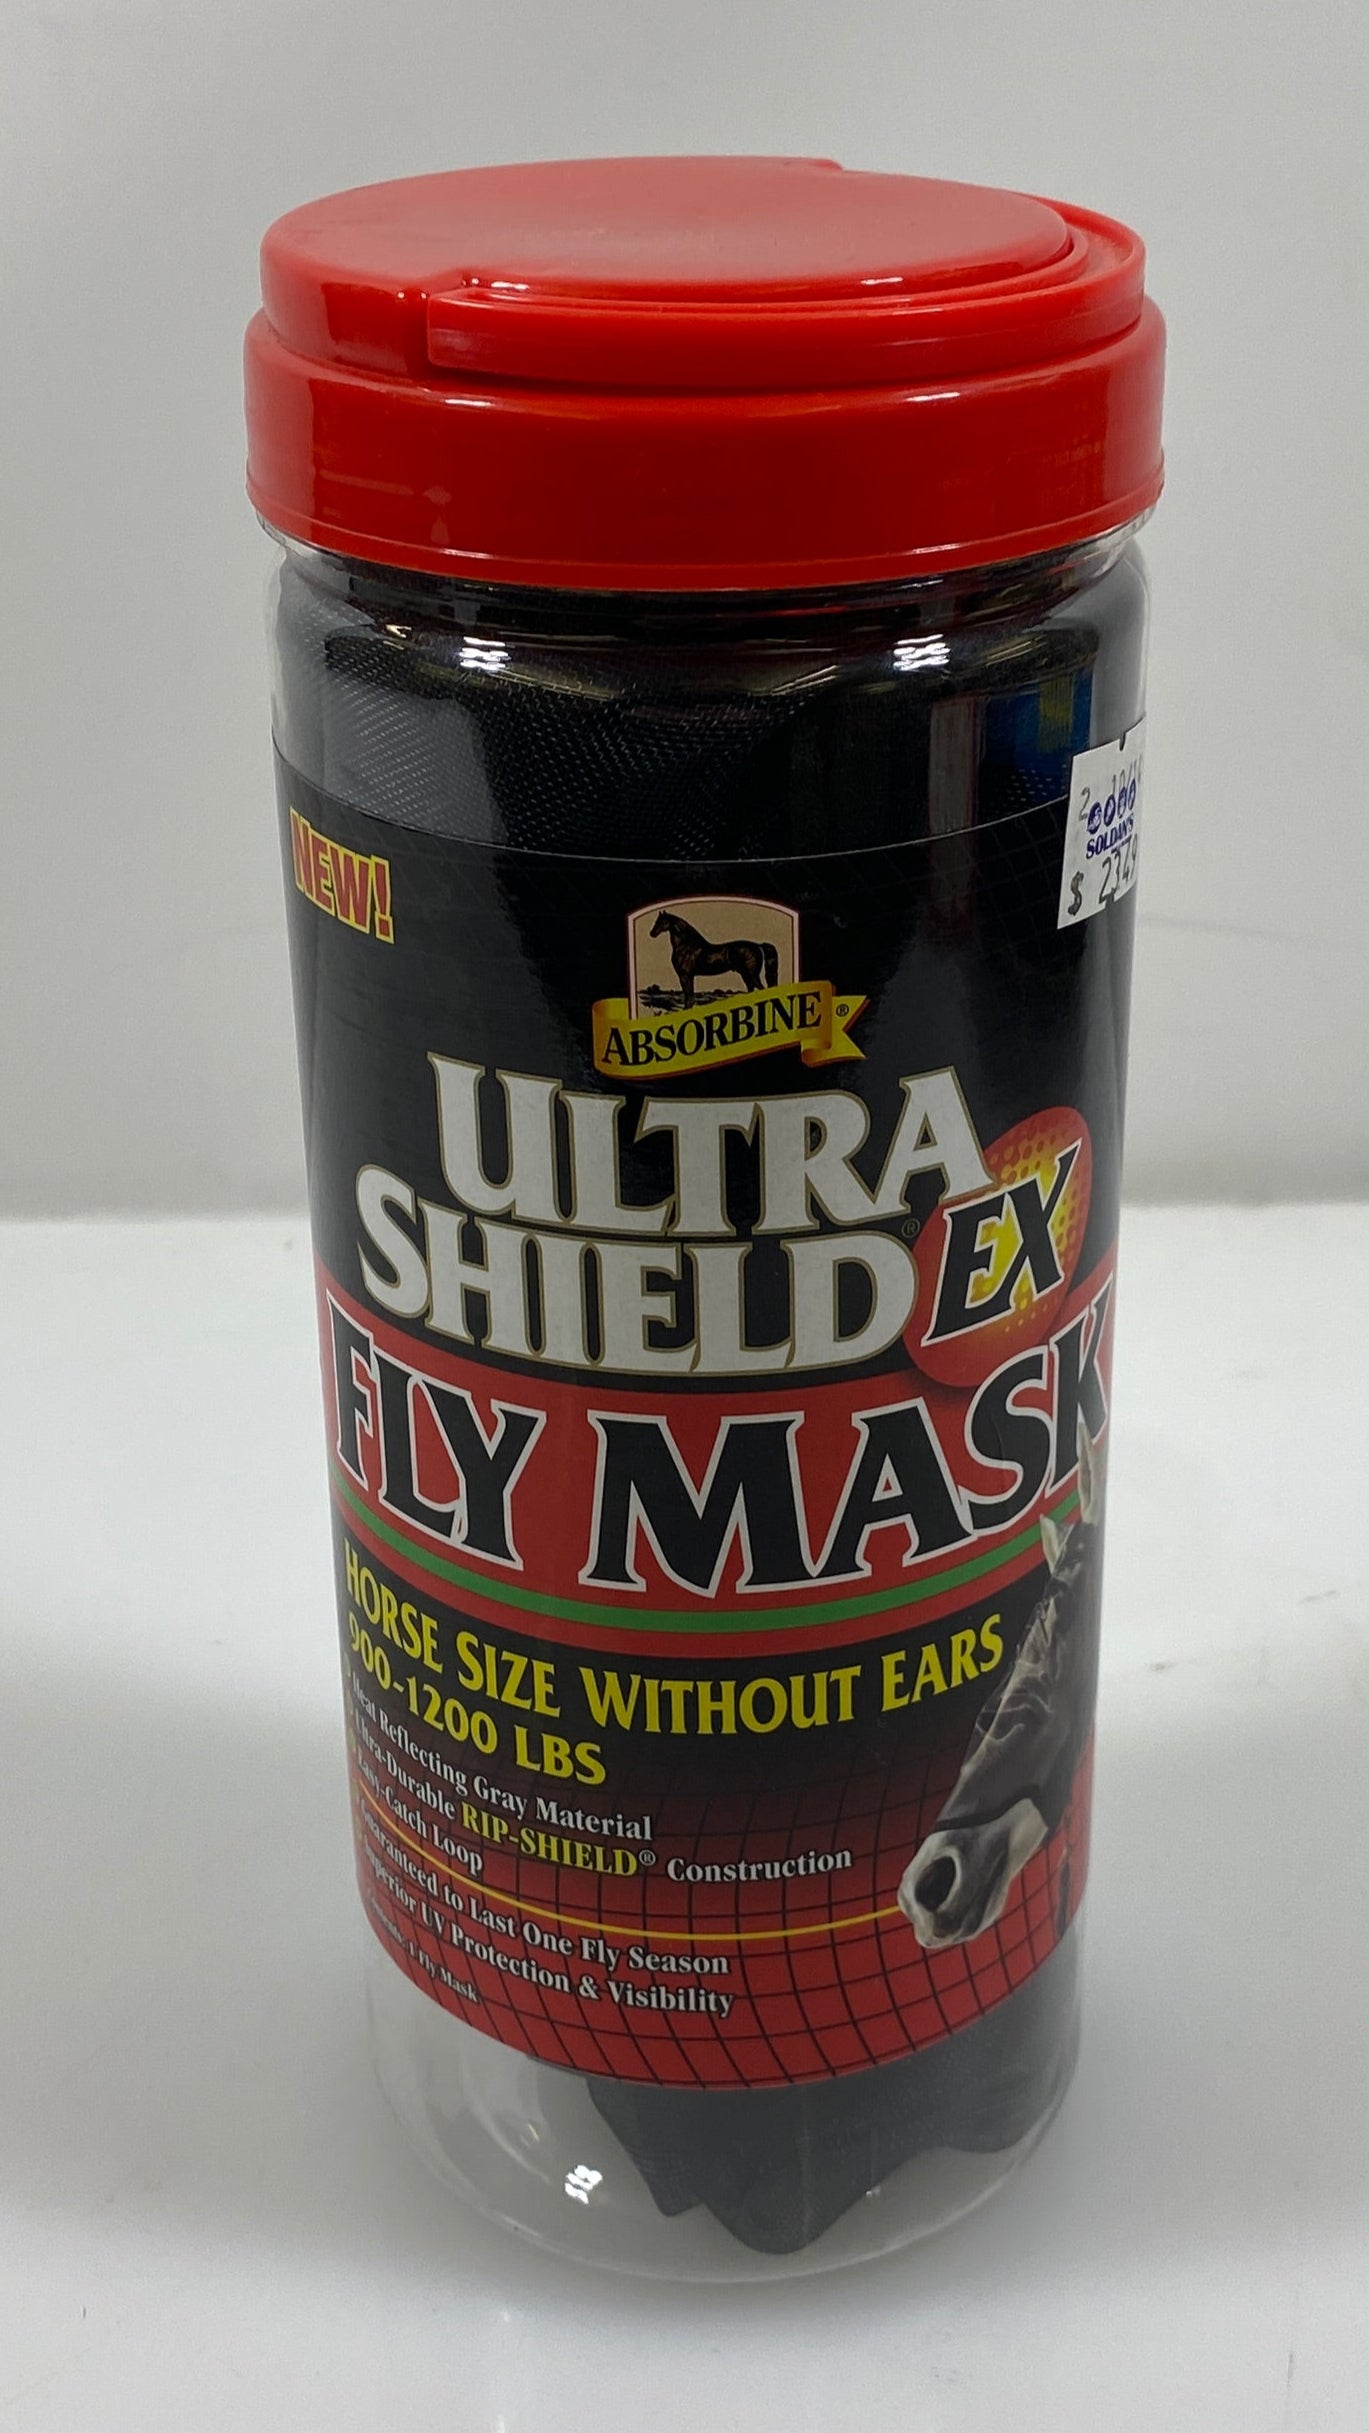 NEW!
SOLDAN'S
$ 2349
ABSORBINE®
ULTRA
SHIELD® EX
FLY MASK
HORSE SIZE WITHOUT EARS
900-1200 LBS
Heat Reflecting Gray Material
Ultra-Durable RIP-SHIELD® Construction
Easy-Catch Loop
Guaranteed to Last One Fly Season
Superior UV Protection & Visibility
Contents: 1 Fly Mask